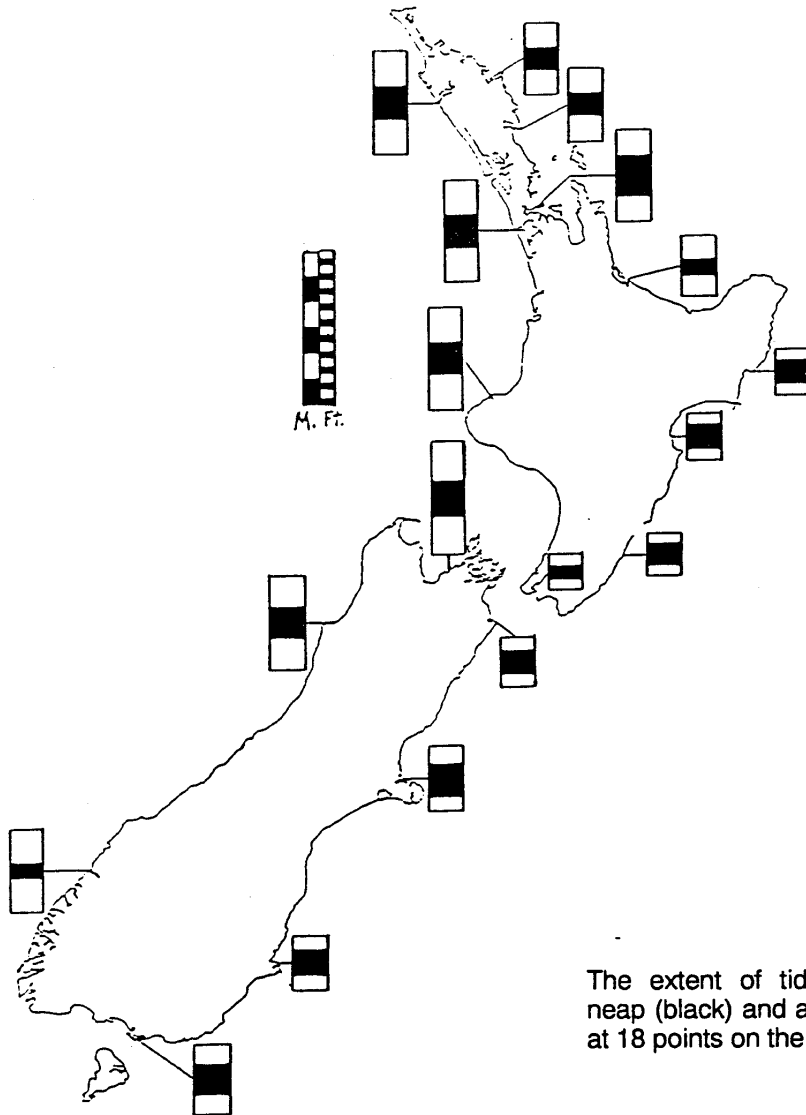 M. Ft.
The extent of tid
neap (black) and a
at 18 points on the